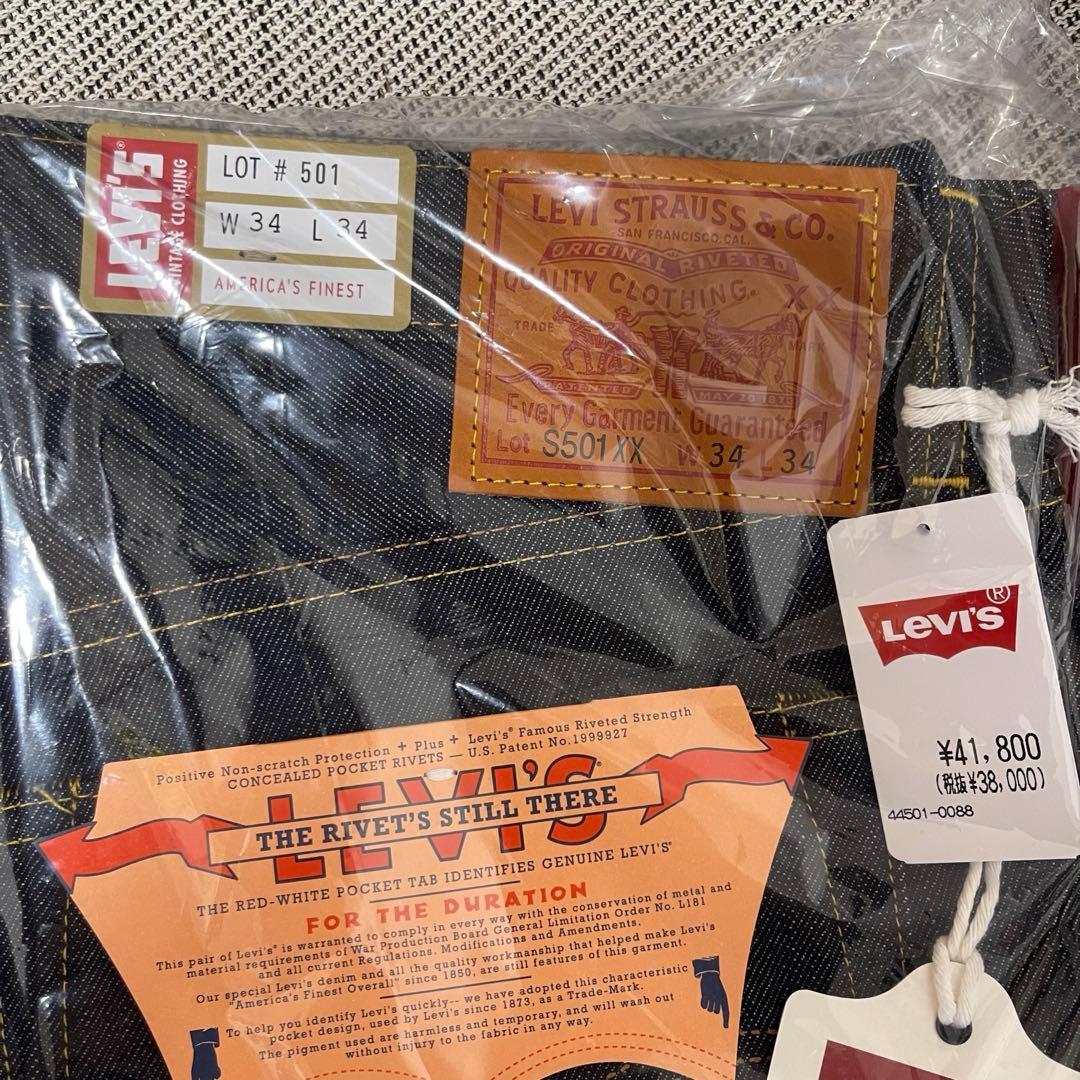 LEVI'S®
VINTAGE CLOTHING
LOT # 501
W 34 L 34
AMERICA'S FINEST
LEVI STRAUSS & CO.
SAN FRANCISCO, CAL.
ORIGINAL RIVETED
QUALITY CLOTHING. XX
TRADE MARK
PATENTED MAY 20 1873
Every Garment Guaranteed
Lot S501XX W 34 L 34
Levi's®
¥41,800
(税抜¥38,000)
44501-0088
Positive Non-scratch Protection + Plus + Levi's® Famous Riveted Strength
CONCEALED POCKET RIVETS — U.S. Patent No.1999927
LEVI'S®
THE RIVET'S STILL THERE
THE RED-WHITE POCKET TAB IDENTIFIES GENUINE LEVI'S®
FOR THE DURATION
This pair of Levi's® is warranted to comply in every way with the conservation of metal and
material requirements of War Production Board General Limitation Order No. L181
and all current Regulations, Modifications and Amendments.
Our special Levi's denim and all the quality workmanship that helped make Levi's
"America's Finest Overall" since 1850, are still features of this garment.
To help you identify Levi's quickly-- we have adopted this characteristic
pocket design, used by Levi's since 1873, as a Trade-Mark.
The pigment used are harmless and temporary, and will wash out
without injury to the fabric in any way.